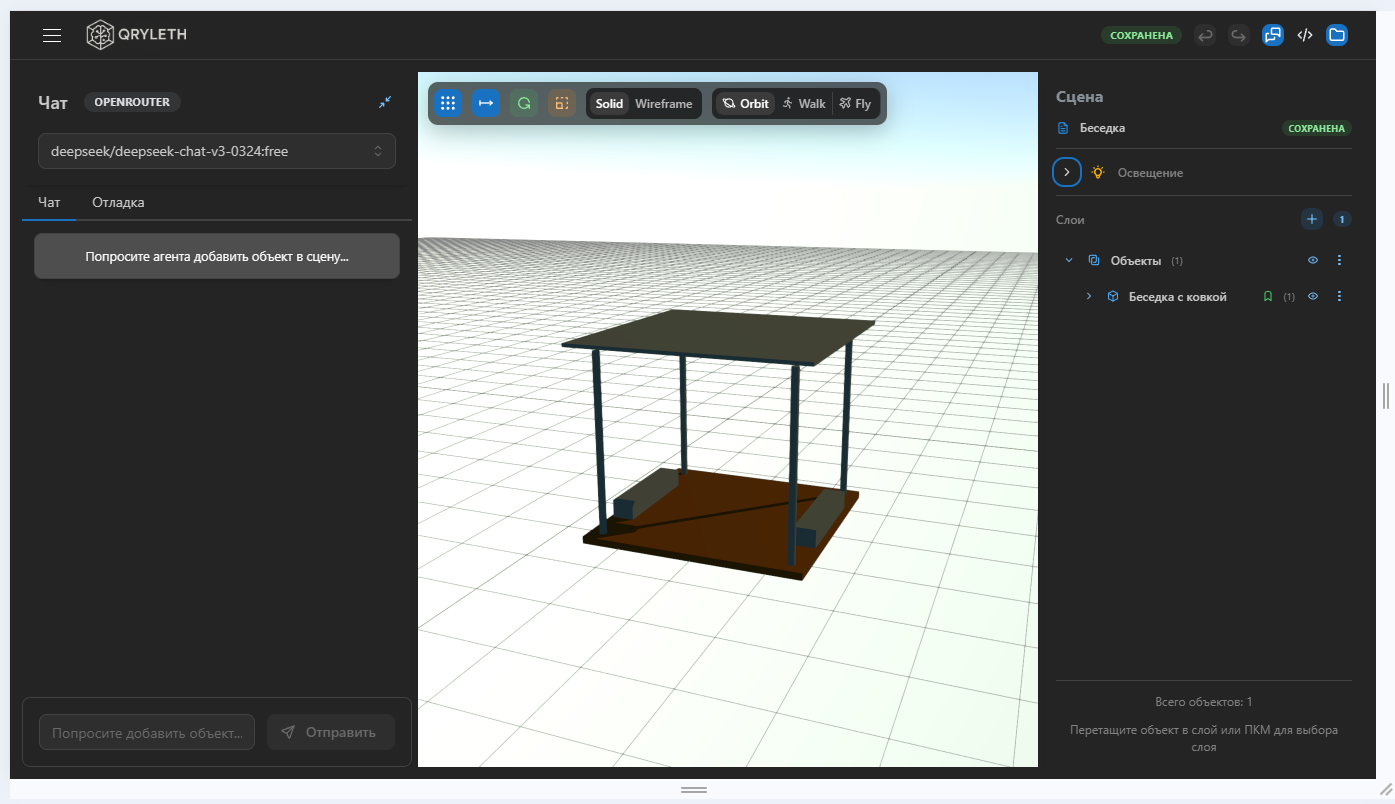 QRYLETH
СОХРАНЕНА
Чат
OPENROUTER
deepseek/deepseek-chat-v3-0324:free
Чат
Отладка
Попросите агента добавить объект в сцену...
Попросите добавить объект...
Отправить
Solid
Wireframe
Orbit
Walk
Fly
Сцена
Беседка
СОХРАНЕНА
Освещение
Слои
1
Объекты (1)
Беседка с ковкой (1)
Всего объектов: 1
Перетащите объект в слой или ПКМ для выбора
слоя